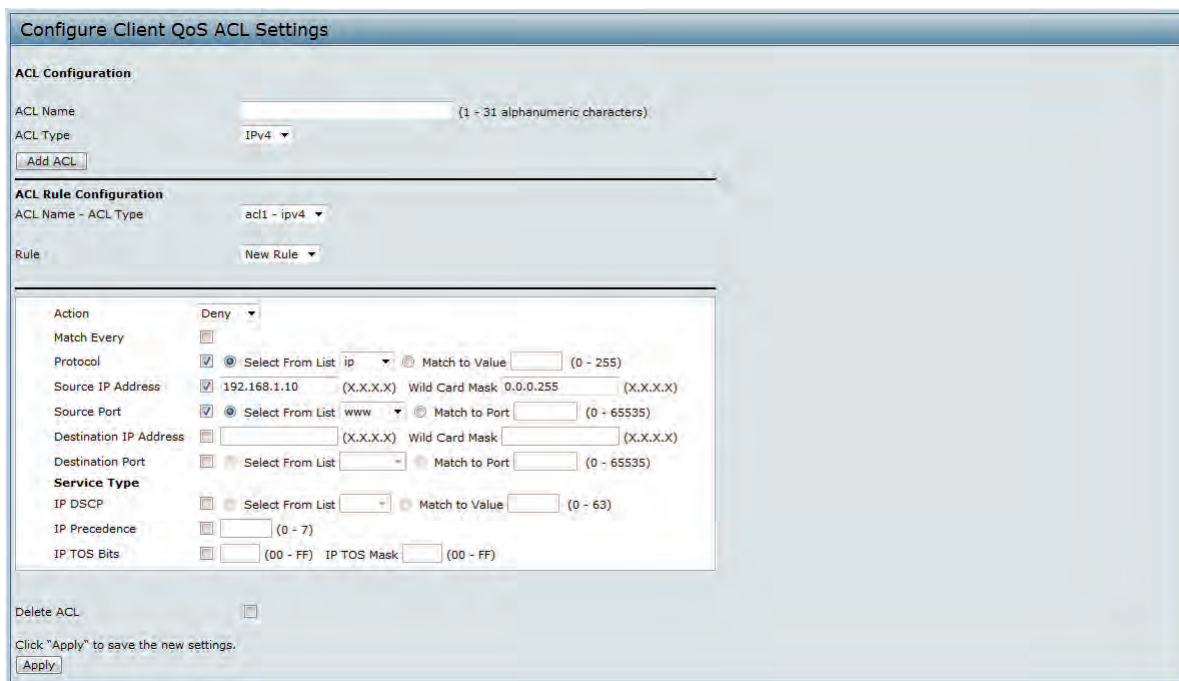 Configure Client QoS ACL Settings
ACL Configuration
ACL Name (1 - 31 alphanumeric characters)
ACL Type IPv4
Add ACL
ACL Rule Configuration
ACL Name - ACL Type acl1 - ipv4
Rule New Rule
Action Deny
Match Every
Protocol Select From List ip Match to Value (0 - 255)
Source IP Address 192.168.1.10 (X.X.X.X) Wild Card Mask 0.0.0.255 (X.X.X.X)
Source Port Select From List www Match to Port (0 - 65535)
Destination IP Address (X.X.X.X) Wild Card Mask (X.X.X.X)
Destination Port Select From List Match to Port (0 - 65535)
Service Type
IP DSCP Select From List Match to Value (0 - 63)
IP Precedence (0 - 7)
IP TOS Bits (00 - FF) IP TOS Mask (00 - FF)
Delete ACL
Click "Apply" to save the new settings.
Apply